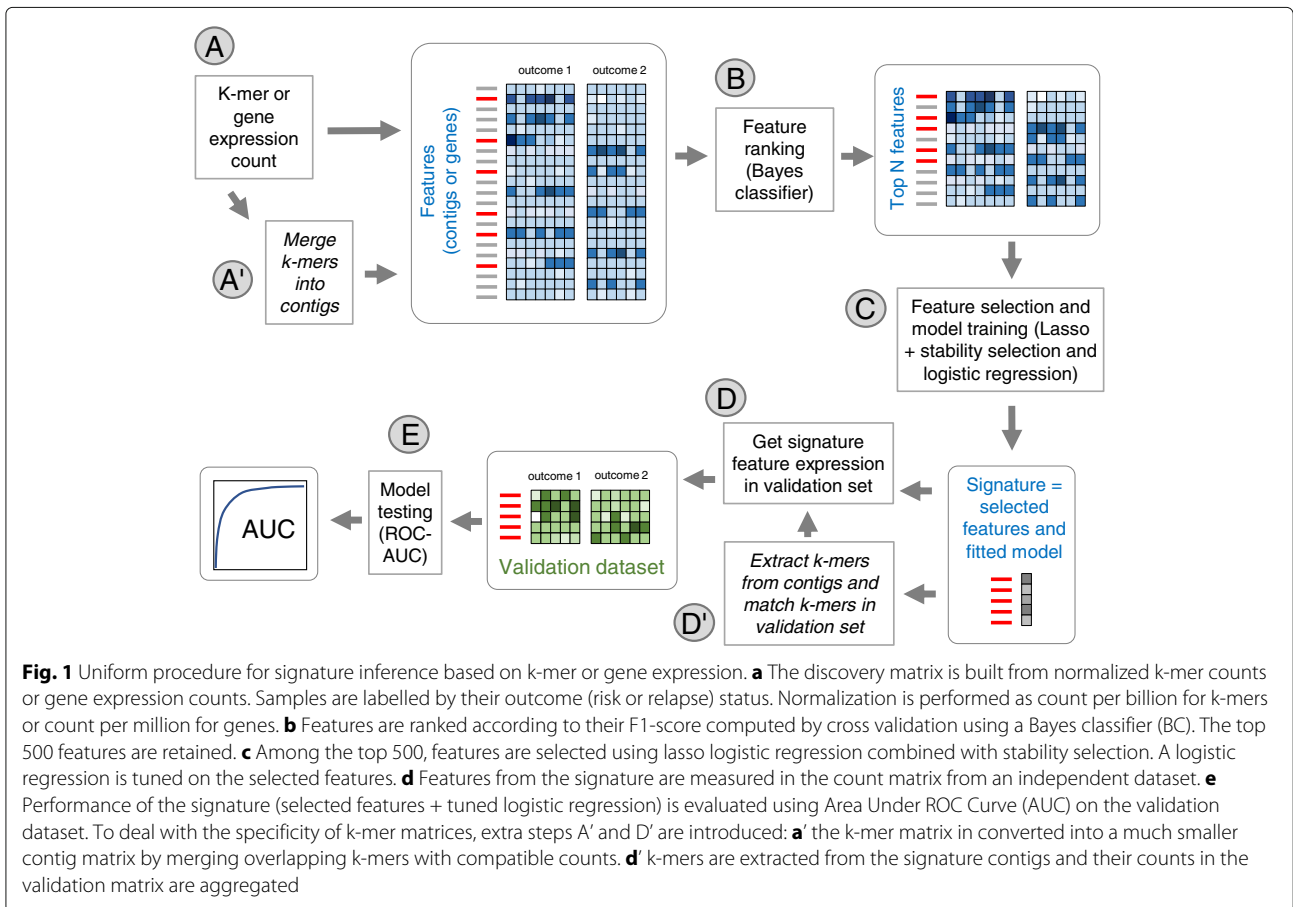 A
K-mer or
gene
expression
count
A'
Merge
k-mers
into
contigs
Features
(contigs or genes)
outcome 1
outcome 2
B
Feature
ranking
(Bayes
classifier)
Top N features
C
Feature selection and
model training (Lasso
+ stability selection and
logistic regression)
Signature =
selected
features and
fitted model
D
Get signature
feature expression
in validation set
D'
Extract k-mers
from contigs and
match k-mers in
validation set
outcome 1
outcome 2
Validation dataset
E
Model
testing
(ROC-
AUC)
AUC
Fig. 1 Uniform procedure for signature inference based on k-mer or gene expression. a The discovery matrix is built from normalized k-mer counts
or gene expression counts. Samples are labelled by their outcome (risk or relapse) status. Normalization is performed as count per billion for k-mers
or count per million for genes. b Features are ranked according to their F1-score computed by cross validation using a Bayes classifier (BC). The top
500 features are retained. c Among the top 500, features are selected using lasso logistic regression combined with stability selection. A logistic
regression is tuned on the selected features. d Features from the signature are measured in the count matrix from an independent dataset. e
Performance of the signature (selected features + tuned logistic regression) is evaluated using Area Under ROC Curve (AUC) on the validation
dataset. To deal with the specificity of k-mer matrices, extra steps A' and D' are introduced: a' the k-mer matrix in converted into a much smaller
contig matrix by merging overlapping k-mers with compatible counts. d' k-mers are extracted from the signature contigs and their counts in the
validation matrix are aggregated